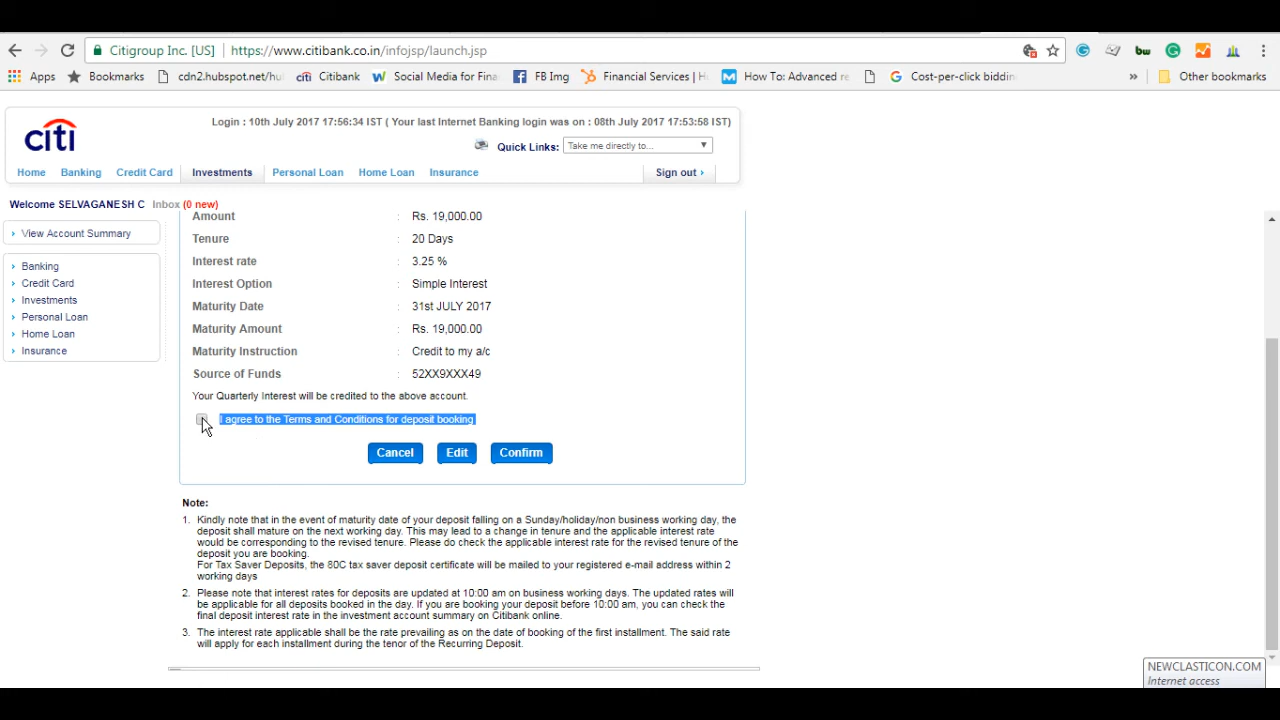 Citigroup Inc. [US] https://www.citibank.co.in/infojsp/launch.jsp
Apps Bookmarks cdn2.hubspot.net/hu Citibank Social Media for Fina FB Img Financial Services | H How To: Advanced re Cost-per-click biddin » Other bookmarks
citi
Login : 10th July 2017 17:56:34 IST ( Your last Internet Banking login was on : 08th July 2017 17:53:58 IST)
Quick Links: Take me directly to...
Home Banking Credit Card Investments Personal Loan Home Loan Insurance Sign out ›
Welcome SELVAGANESH C Inbox (0 new)
View Account Summary
Banking
Credit Card
Investments
Personal Loan
Home Loan
Insurance
Amount : Rs. 19,000.00
Tenure : 20 Days
Interest rate : 3.25 %
Interest Option : Simple Interest
Maturity Date : 31st JULY 2017
Maturity Amount : Rs. 19,000.00
Maturity Instruction : Credit to my a/c
Source of Funds : 52XX9XXX49
Your Quarterly Interest will be credited to the above account.
I agree to the Terms and Conditions for deposit booking
Cancel Edit Confirm
Note:
1. Kindly note that in the event of maturity date of your deposit falling on a Sunday/holiday/non business working day, the
deposit shall mature on the next working day. This may lead to a change in tenure and the applicable interest rate
would be corresponding to the revised tenure. Please do check the applicable interest rate for the revised tenure of the
deposit you are booking.
For Tax Saver Deposits, the 80C tax saver deposit certificate will be mailed to your registered e-mail address within 2
working days
2. Please note that interest rates for deposits are updated at 10:00 am on business working days. The updated rates will
be applicable for all deposits booked in the day. If you are booking your deposit before 10:00 am, you can check the
final deposit interest rate in the investment account summary on Citibank online.
3. The interest rate applicable shall be the rate prevailing as on the date of booking of the first installment. The said rate
will apply for each installment during the tenor of the Recurring Deposit.
NEWCLASTICON.COM
Internet access